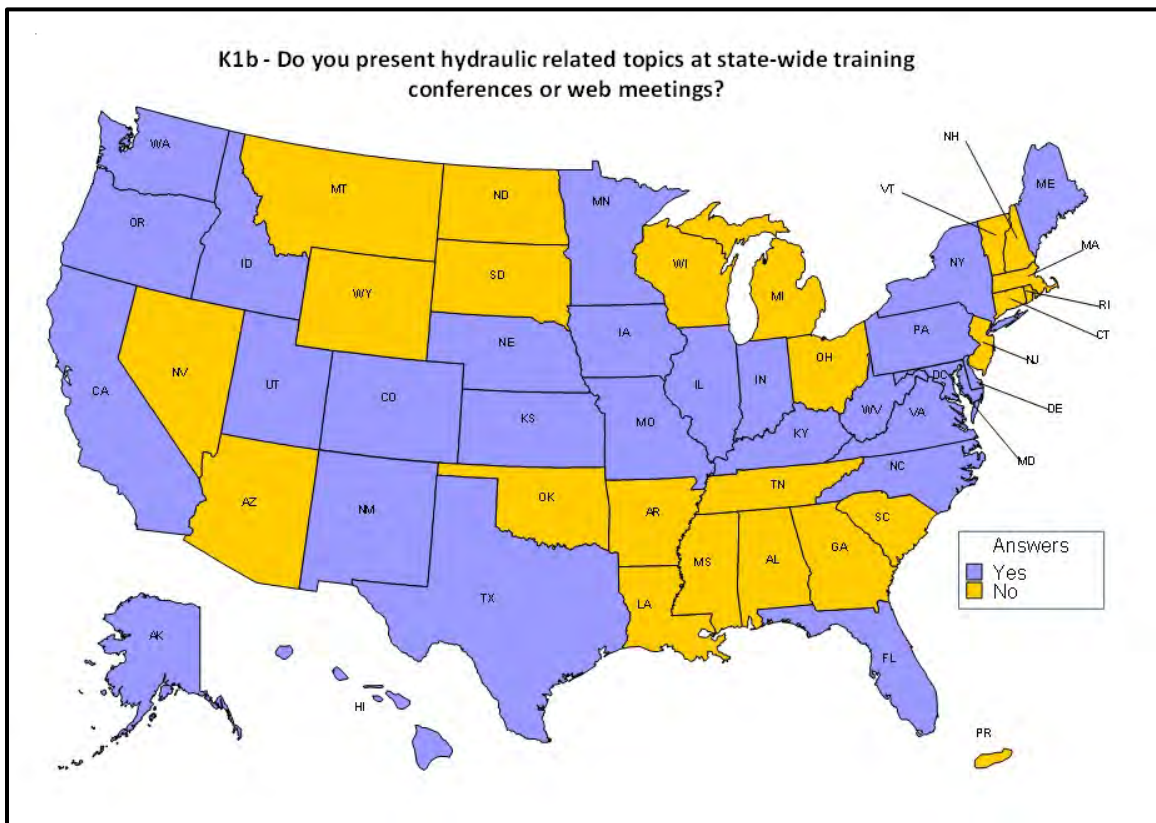 K1b - Do you present hydraulic related topics at state-wide training
conferences or web meetings?
NH
WA
VT
ME
MT
ND
MN
OR
MA
ID
SD
WI
NY
WY
MI
RI
PA
CT
NE
IA
NV
OH
NJ
UT
IL
IN
DC
CA
CO
WV
VA
DE
KS
MO
KY
MD
NC
TN
AZ
OK
NM
AR
SC
MS
AL
GA
Answers
Yes
No
TX
LA
AK
FL
HI
PR